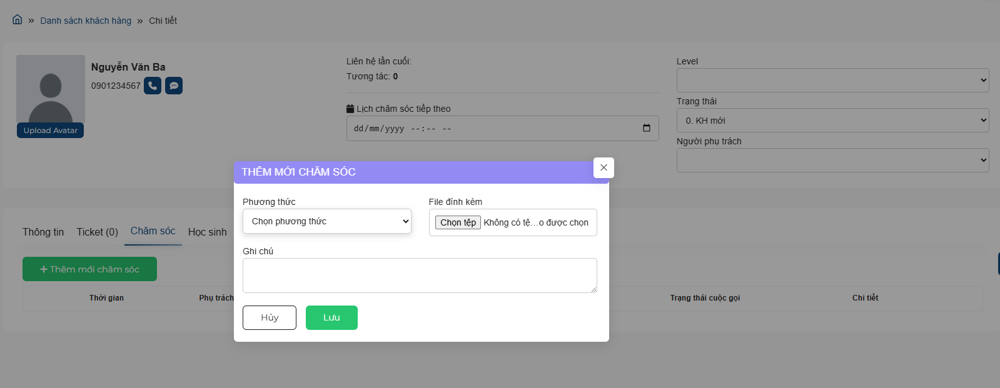 » Danh sách khách hàng » Chi tiết
Nguyễn Văn Ba
0901234567
Upload Avatar
Liên hệ lần cuối:
Tương tác: 0
Lịch chăm sóc tiếp theo
dd/mm/yyyy --:-- --
Level
Trạng thái
0. KH mới
Người phụ trách
THÊM MỚI CHĂM SÓC
Phương thức
Chọn phương thức
File đính kèm
Chọn tệp Không có tệ...o được chọn
Ghi chú
Hủy Lưu
Thông tin Ticket (0) Chăm sóc Học sinh
+ Thêm mới chăm sóc
Thời gian Phụ trách Trạng thái cuộc gọi Chi tiết